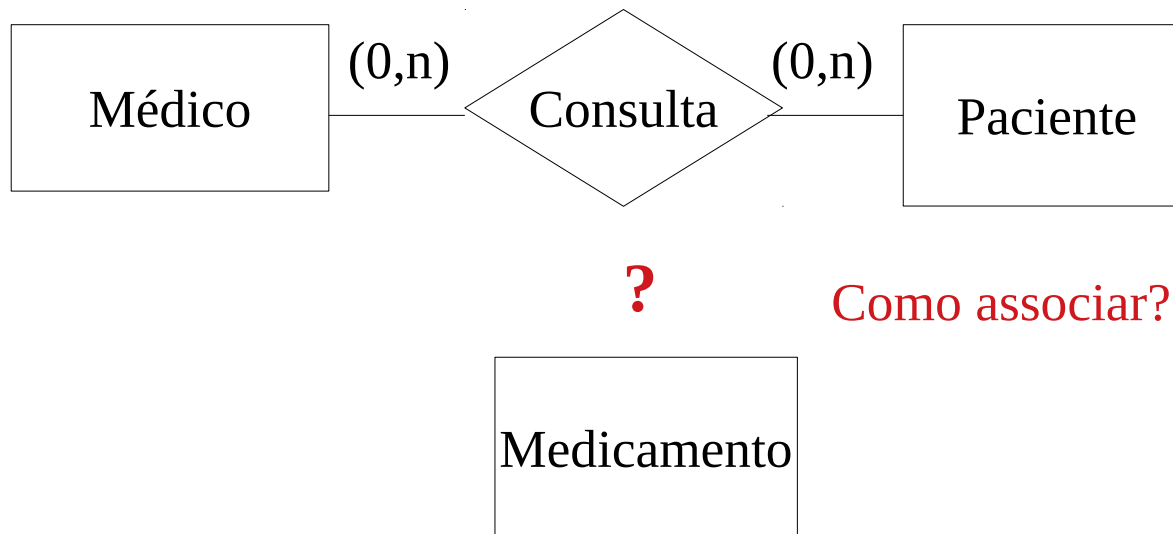 (0,n)
(0,n)
Médico
Consulta
Paciente
?
Como associar?
Medicamento